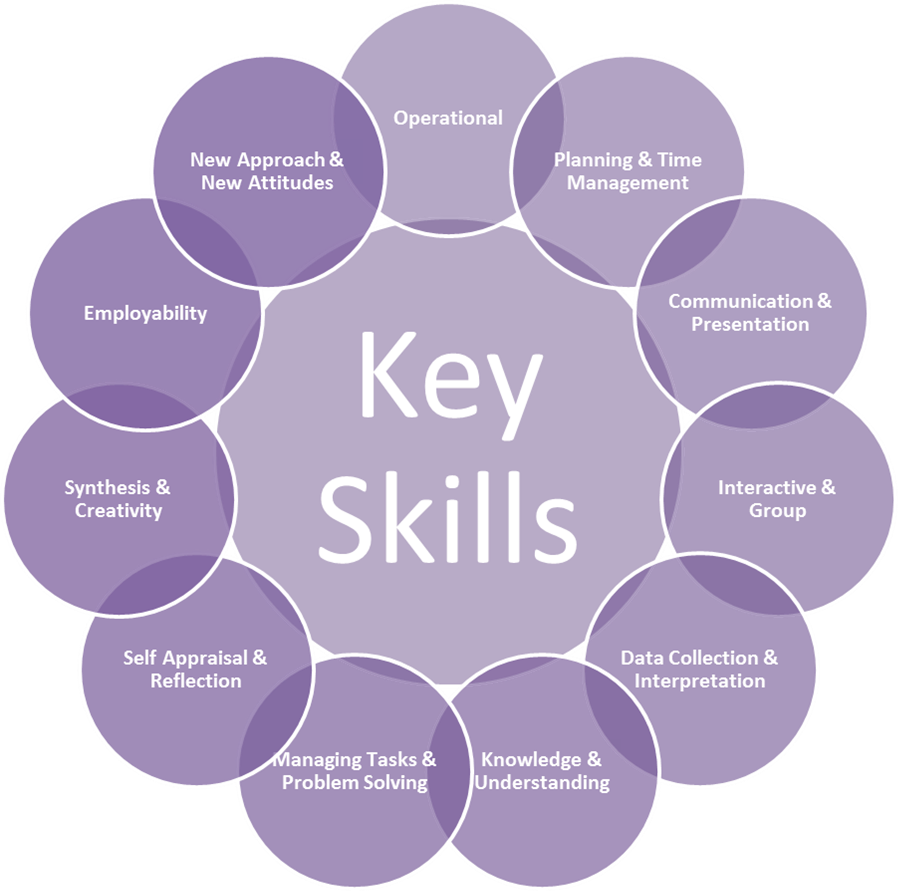 Operational
Planning & Time
Management
Communication &
Presentation
Interactive &
Group
Data Collection &
Interpretation
Knowledge &
Understanding
Managing Tasks &
Problem Solving
Self Appraisal &
Reflection
Synthesis &
Creativity
Employability
New Approach &
New Attitudes
Key
Skills